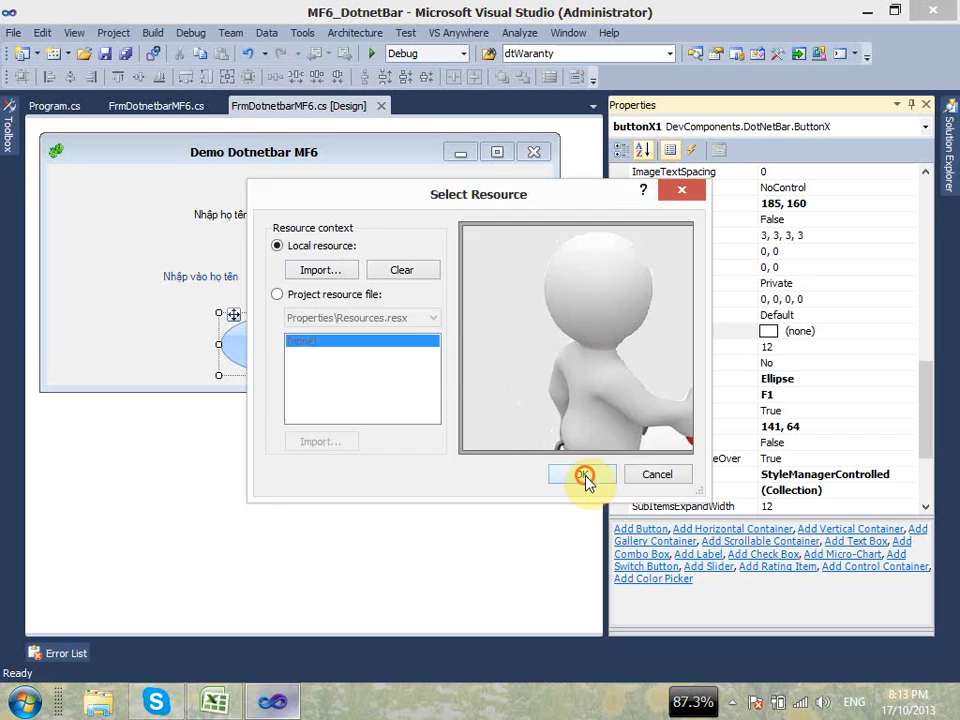 MF6_DotnetBar - Microsoft Visual Studio (Administrator)
File Edit View Project Build Debug Team Data Tools Architecture Test VS Anywhere Analyze Window Help
Debug dtWaranty
Program.cs FrmDotnetbarMF6.cs FrmDotnetbarMF6.cs [Design]
Toolbox
Demo Dotnetbar MF6
Nhập họ tên
Nhập vào họ tên
Select Resource
?
Resource context
Local resource:
Import... Clear
Project resource file:
Properties\Resources.resx
(none)
Import...
OK Cancel
Properties
buttonX1 DevComponents.DotNetBar.ButtonX
ImageTextSpacing 0
NoControl
185, 160
False
3, 3, 3, 3
0, 0
0, 0
Private
0, 0, 0, 0
Default
(none)
12
No
Ellipse
F1
True
141, 64
False
eOver True
StyleManagerControlled
(Collection)
SubItemsExpandWidth 12
Add Button, Add Horizontal Container, Add Vertical Container, Add
Gallery Container, Add Scrollable Container, Add Text Box, Add
Combo Box, Add Label, Add Check Box, Add Micro-Chart, Add
Switch Button, Add Slider, Add Rating Item, Add Control Container,
Add Color Picker
Solution Explorer
Error List
Ready
87.3% ENG
8:13 PM
17/10/2013